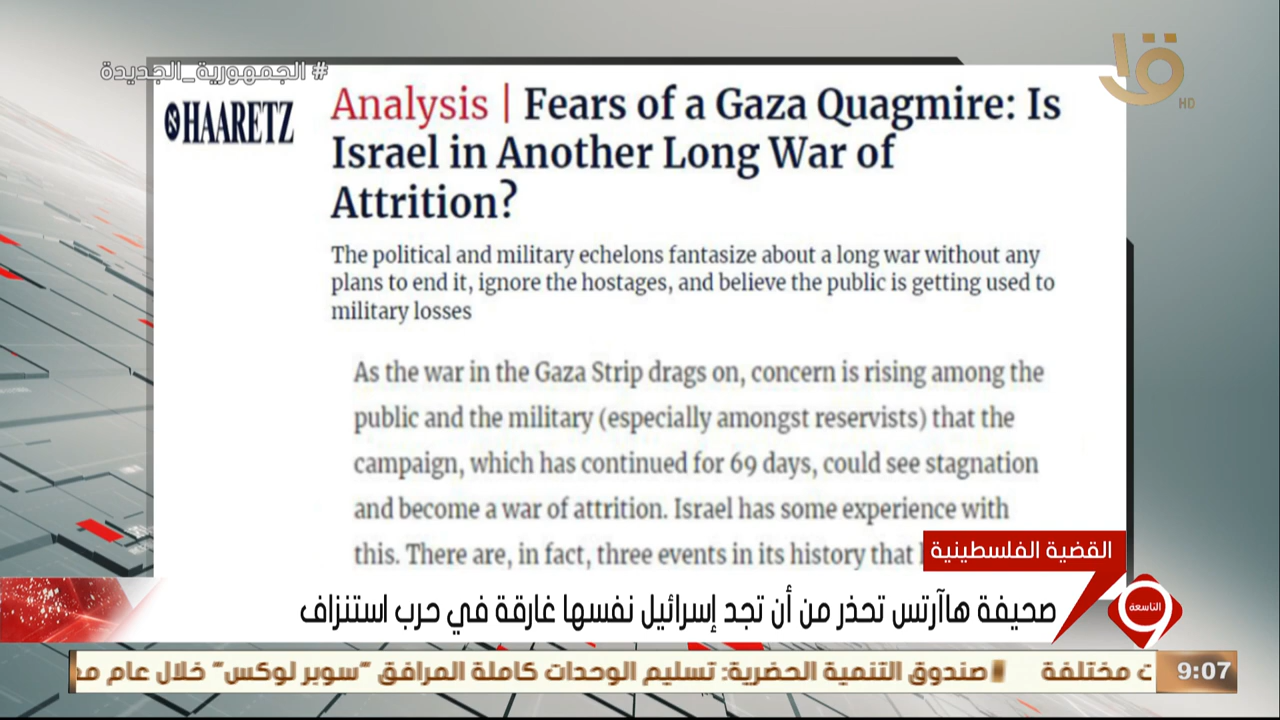 # الجمهورية_الجديدة
HD
HAARETZ
Analysis | Fears of a Gaza Quagmire: Is
Israel in Another Long War of
Attrition?
The political and military echelons fantasize about a long war without any
plans to end it, ignore the hostages, and believe the public is getting used to
military losses
As the war in the Gaza Strip drags on, concern is rising among the
public and the military (especially amongst reservists) that the
campaign, which has continued for 69 days, could see stagnation
and become a war of attrition. Israel has some experience with
this. There are, in fact, three events in its history that
القضية الفلسطينية
التاسعة
9
صحيفة هاآرتس تحذر من أن تجد إسرائيل نفسها غارقة في حرب استنزاف
مختلفة
صندوق التنمية الحضرية: تسليم الوحدات كاملة المرافق "سوبر لوكس" خلال عام
9:07